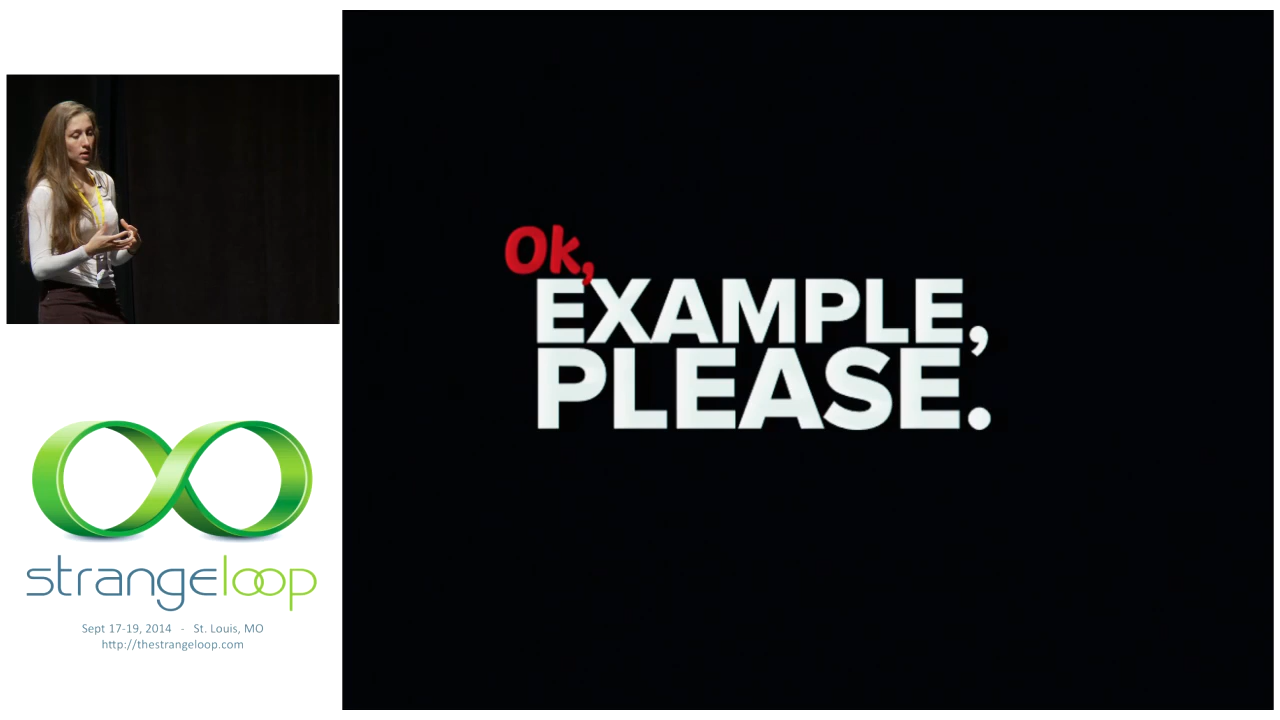 Ok,
EXAMPLE,
PLEASE.
strangeloop
Sept 17-19, 2014 - St. Louis, MO
http://thestrangeloop.com